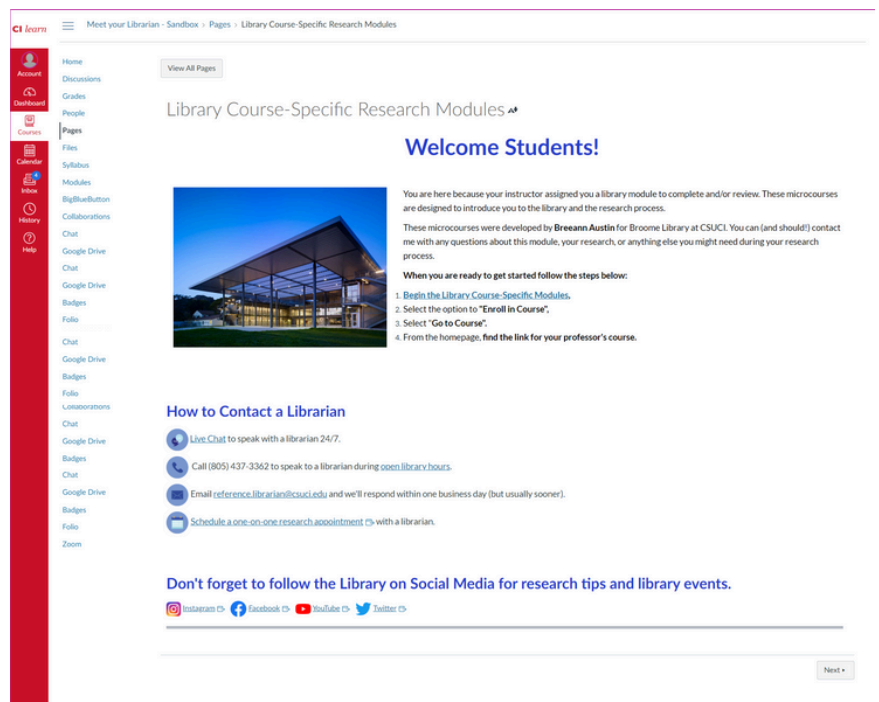 CI learn
Meet your Librarian - Sandbox > Pages > Library Course-Specific Research Modules
Account
Dashboard
Courses
Calendar
4
Inbox
History
Help
Home
Discussions
Grades
People
Pages
Files
Syllabus
Modules
BigBlueButton
Collaborations
Chat
Google Drive
Chat
Google Drive
Badges
Folio
Chat
Google Drive
Badges
Folio
Collaborations
Chat
Google Drive
Badges
Chat
Google Drive
Badges
Folio
Zoom
View All Pages
Library Course-Specific Research Modules
Welcome Students!
You are here because your instructor assigned you a library module to complete and/or review. These microcourses
are designed to introduce you to the library and the research process.
These microcourses were developed by Breeann Austin for Broome Library at CSUCI. You can (and should!) contact
me with any questions about this module, your research, or anything else you might need during your research
process.
When you are ready to get started follow the steps below:
1. Begin the Library Course-Specific Modules.
2. Select the option to "Enroll in Course",
3. Select "Go to Course".
4. From the homepage, find the link for your professor's course.
How to Contact a Librarian
Live Chat to speak with a librarian 24/7.
Call (805) 437-3362 to speak to a librarian during open library hours.
Email reference.librarian@csuci.edu and we'll respond within one business day (but usually sooner).
Schedule a one-on-one research appointment with a librarian.
Don't forget to follow the Library on Social Media for research tips and library events.
Instagram Facebook YouTube Twitter
Next